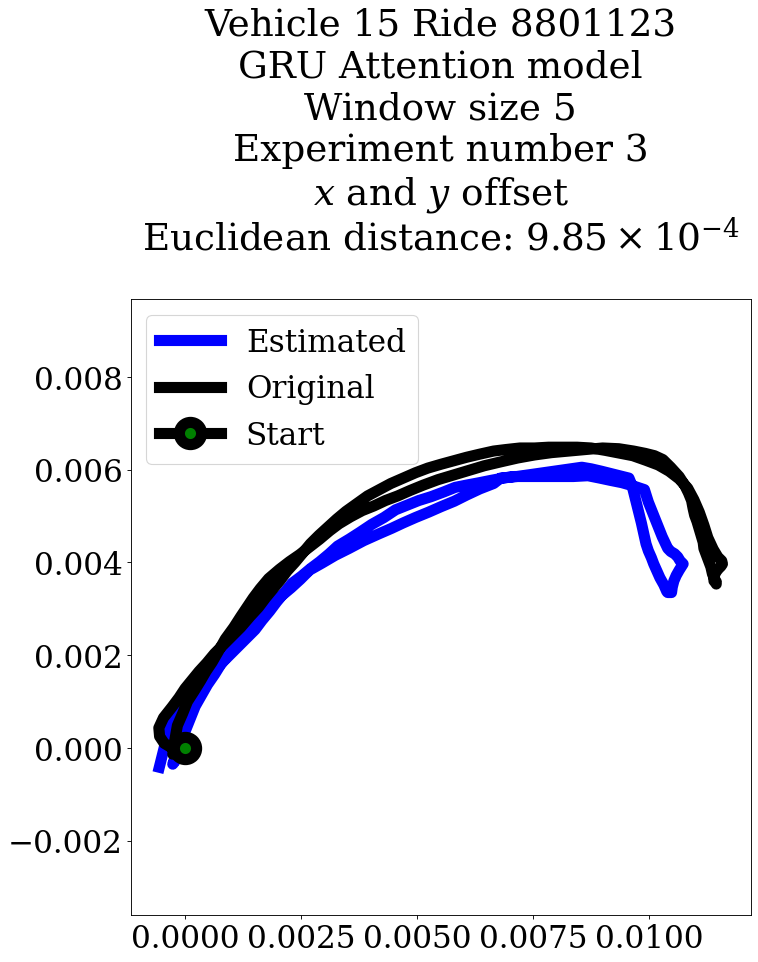 Vehicle 15 Ride 8801123
GRU Attention model
Window size 5
Experiment number 3
x and y offset
Euclidean distance: 9.85 × 10⁻⁴
Estimated
Original
Start
0.008
0.006
0.004
0.002
0.000
−0.002
0.0000 0.0025 0.0050 0.0075 0.0100